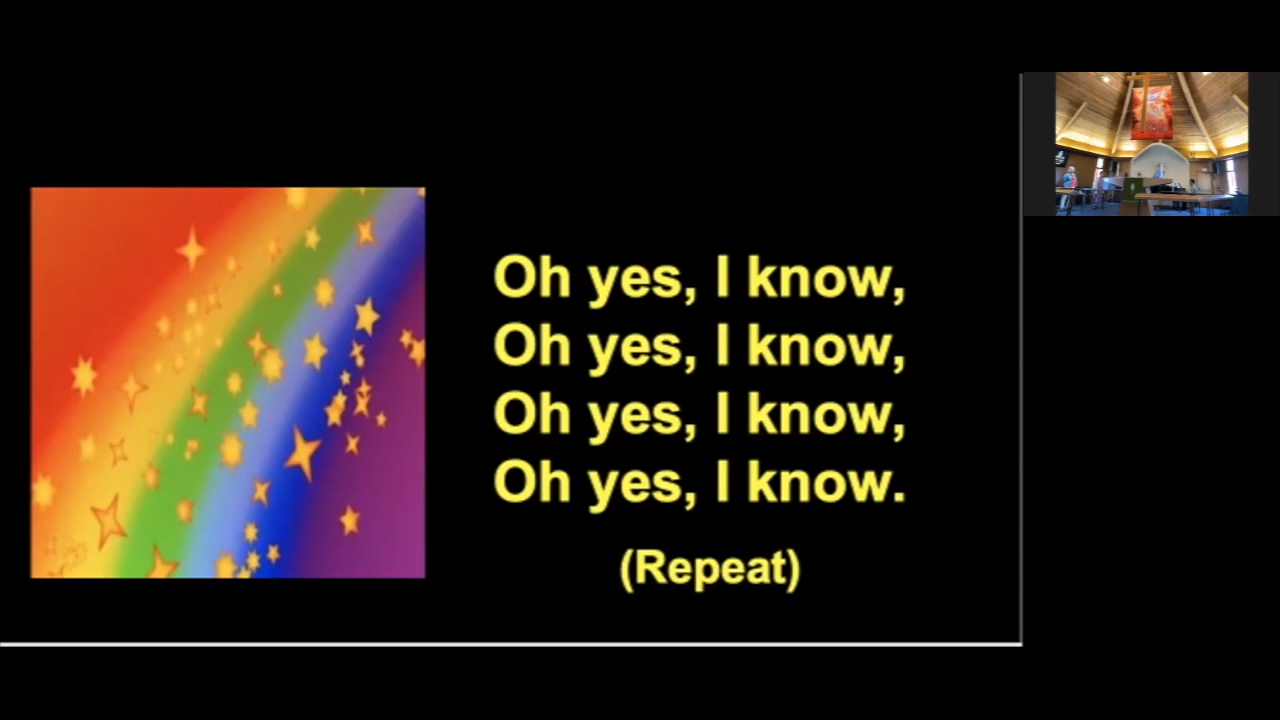 Oh yes, I know,
Oh yes, I know,
Oh yes, I know,
Oh yes, I know.
(Repeat)